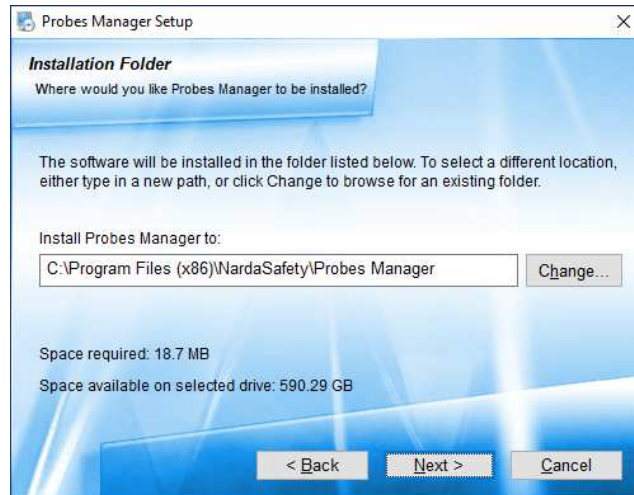 Probes Manager Setup
Installation Folder
Where would you like Probes Manager to be installed?
The software will be installed in the folder listed below. To select a different location,
either type in a new path, or click Change to browse for an existing folder.
Install Probes Manager to:
C:\Program Files (x86)\NardaSafety\Probes Manager
Change...
Space required: 18.7 MB
Space available on selected drive: 590.29 GB
< Back
Next >
Cancel